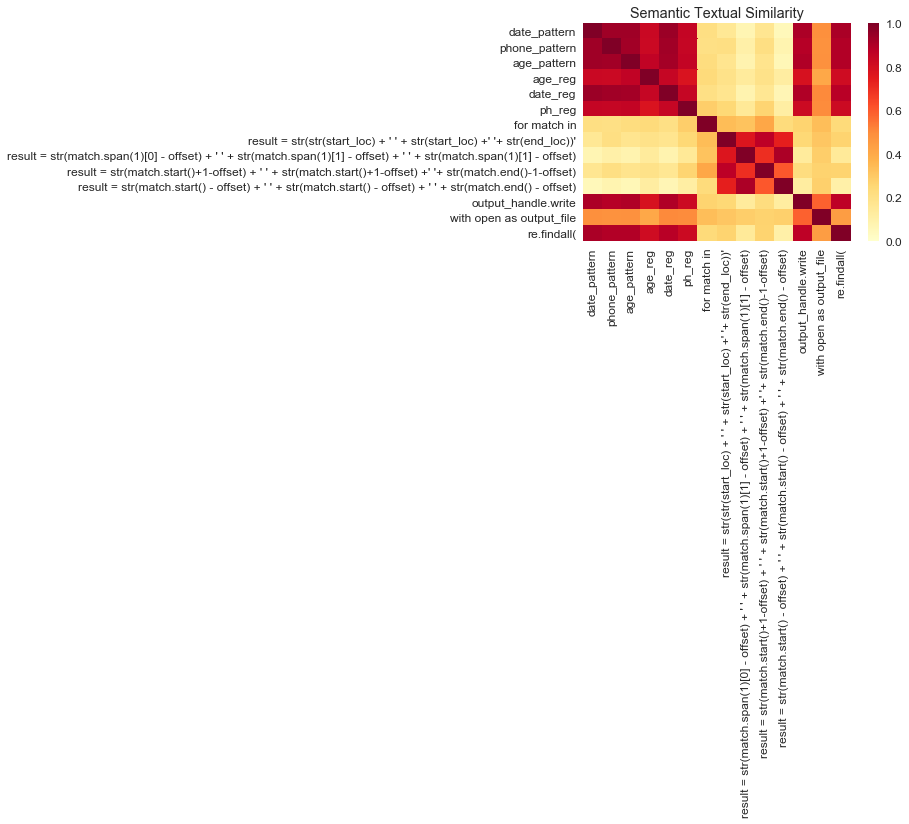 Semantic Textual Similarity
date_pattern
phone_pattern
age_pattern
age_reg
date_reg
ph_reg
for match in
result = str(str(start_loc) + ' ' + str(start_loc) +' '+ str(end_loc))'
result = str(match.span(1)[0] - offset) + ' ' + str(match.span(1)[1] - offset) + ' ' + str(match.span(1)[1] - offset)
result = str(match.start()+1-offset) + ' ' + str(match.start()+1-offset) +' '+ str(match.end()-1-offset)
result = str(match.start() - offset) + ' ' + str(match.start() - offset) + ' ' + str(match.end() - offset)
output_handle.write
with open as output_file
re.findall(
1.0
0.8
0.6
0.4
0.2
0.0
date_pattern
phone_pattern
age_pattern
age_reg
date_reg
ph_reg
for match in
result = str(str(start_loc) + ' ' + str(start_loc) +' '+ str(end_loc))'
result = str(match.span(1)[0] - offset) + ' ' + str(match.span(1)[1] - offset) + ' ' + str(match.span(1)[1] - offset)
result = str(match.start()+1-offset) + ' ' + str(match.start()+1-offset) +' '+ str(match.end()-1-offset)
result = str(match.start() - offset) + ' ' + str(match.start() - offset) + ' ' + str(match.end() - offset)
output_handle.write
with open as output_file
re.findall(